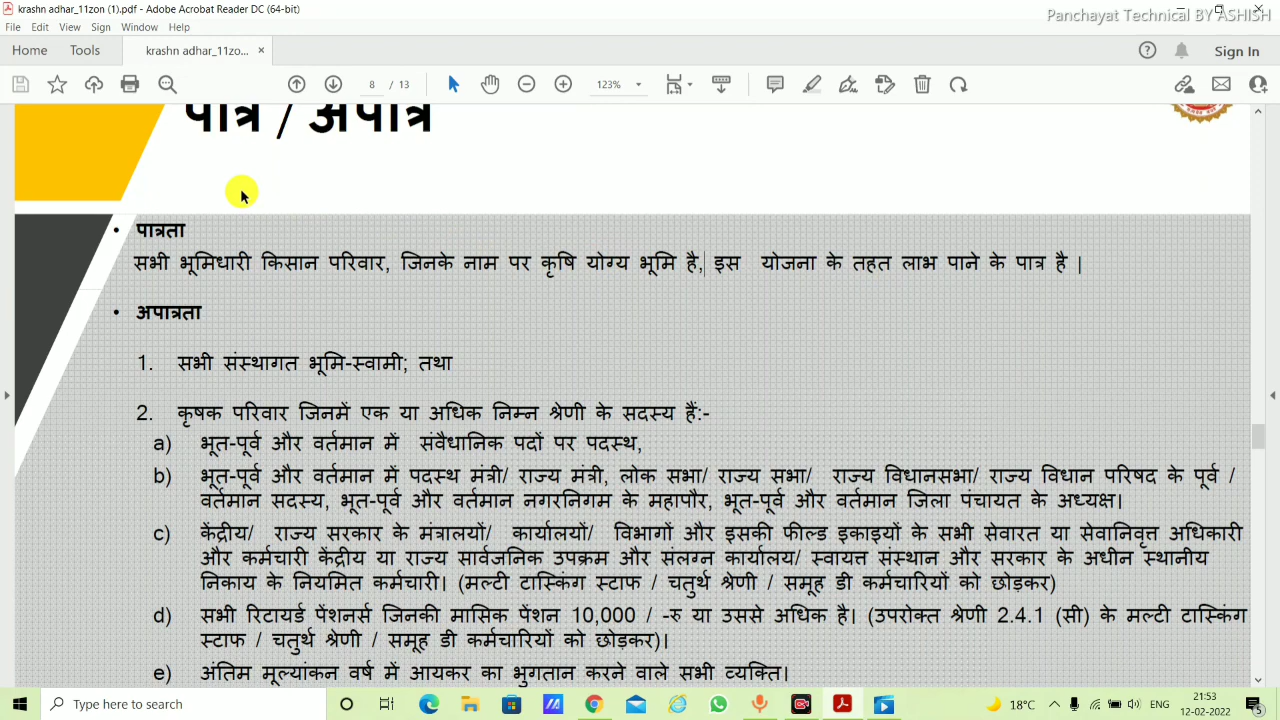 krashn adhar_11zon (1).pdf - Adobe Acrobat Reader DC (64-bit)
Panchayat Technical BY ASHISH
File Edit View Sign Window Help
Home Tools krashn adhar_11zo... × Sign In
8 / 13 123%
पात्र / अपात्र
• पात्रता
सभी भूमिधारी किसान परिवार, जिनके नाम पर कृषि योग्य भूमि है, इस योजना के तहत लाभ पाने के पात्र है |
• अपात्रता
1. सभी संस्थागत भूमि-स्वामी; तथा
2. कृषक परिवार जिनमें एक या अधिक निम्न श्रेणी के सदस्य हैं:-
a) भूत-पूर्व और वर्तमान में संवैधानिक पदों पर पदस्थ,
b) भूत-पूर्व और वर्तमान में पदस्थ मंत्री/ राज्य मंत्री, लोक सभा/ राज्य सभा/ राज्य विधानसभा/ राज्य विधान परिषद के पूर्व /
वर्तमान सदस्य, भूत-पूर्व और वर्तमान नगरनिगम के महापौर, भूत-पूर्व और वर्तमान जिला पंचायत के अध्यक्ष।
c) केंद्रीय/ राज्य सरकार के मंत्रालयों/ कार्यालयों/ विभागों और इसकी फील्ड इकाइयों के सभी सेवारत या सेवानिवृत्त अधिकारी
और कर्मचारी केंद्रीय या राज्य सार्वजनिक उपक्रम और संलग्न कार्यालय/ स्वायत्त संस्थान और सरकार के अधीन स्थानीय
निकाय के नियमित कर्मचारी। (मल्टी टास्किंग स्टाफ / चतुर्थ श्रेणी / समूह डी कर्मचारियों को छोड़कर)
d) सभी रिटायर्ड पेंशनर्स जिनकी मासिक पेंशन 10,000 / -रु या उससे अधिक है। (उपरोक्त श्रेणी 2.4.1 (सी) के मल्टी टास्किंग
स्टाफ / चतुर्थ श्रेणी / समूह डी कर्मचारियों को छोड़कर)।
e) अंतिम मूल्यांकन वर्ष में आयकर का भुगतान करने वाले सभी व्यक्ति।
Type here to search 18°C ENG 21:53
12-02-2022 5